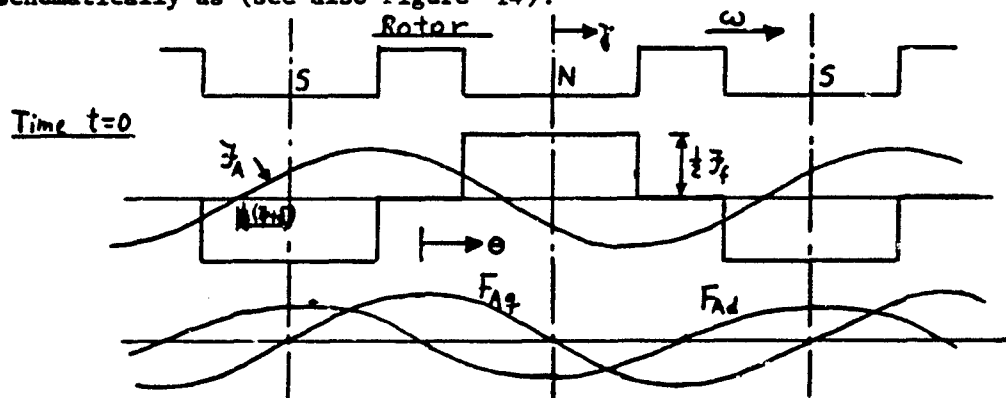 schematically as (see also Figure 14):
Rotor
γ
ω
S
N
S
Time t=0
ℱA
½ ℱf
θ
FAq
FAd